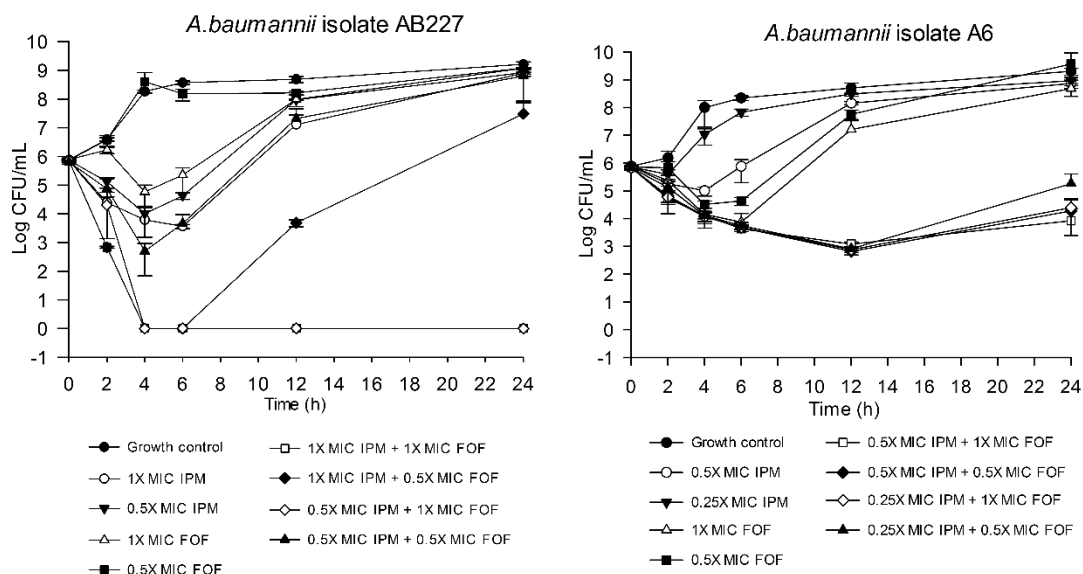 A.baumannii isolate AB227
10
9
8
7
6
5
4
3
2
1
0
-1
Log CFU/mL
0 2 4 6 8 10 12 14 16 18 20 22 24
Time (h)
Growth control
1X MIC IPM
0.5X MIC IPM
1X MIC FOF
0.5X MIC FOF
1X MIC IPM + 1X MIC FOF
1X MIC IPM + 0.5X MIC FOF
0.5X MIC IPM + 1X MIC FOF
0.5X MIC IPM + 0.5X MIC FOF
A.baumannii isolate A6
10
9
8
7
6
5
4
3
2
1
0
-1
Log CFU/mL
0 2 4 6 8 10 12 14 16 18 20 22 24
Time (h)
Growth control
0.5X MIC IPM
0.25X MIC IPM
1X MIC FOF
0.5X MIC FOF
0.5X MIC IPM + 1X MIC FOF
0.5X MIC IPM + 0.5X MIC FOF
0.25X MIC IPM + 1X MIC FOF
0.25X MIC IPM + 0.5X MIC FOF